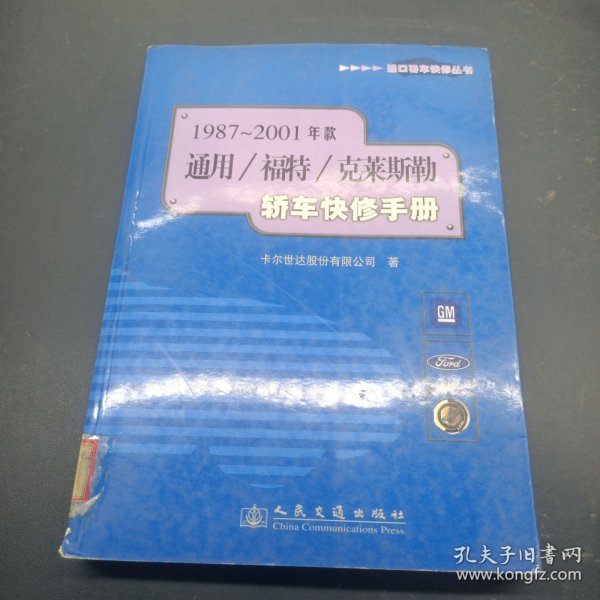 ▶▶▶▶ 进口轿车快修丛书
1987~2001年款
通用/福特/克莱斯勒
轿车快修手册
卡尔世达股份有限公司 著
GM
Ford
人民交通出版社
China Communications Press
孔夫子旧书网
www.kongfz.com